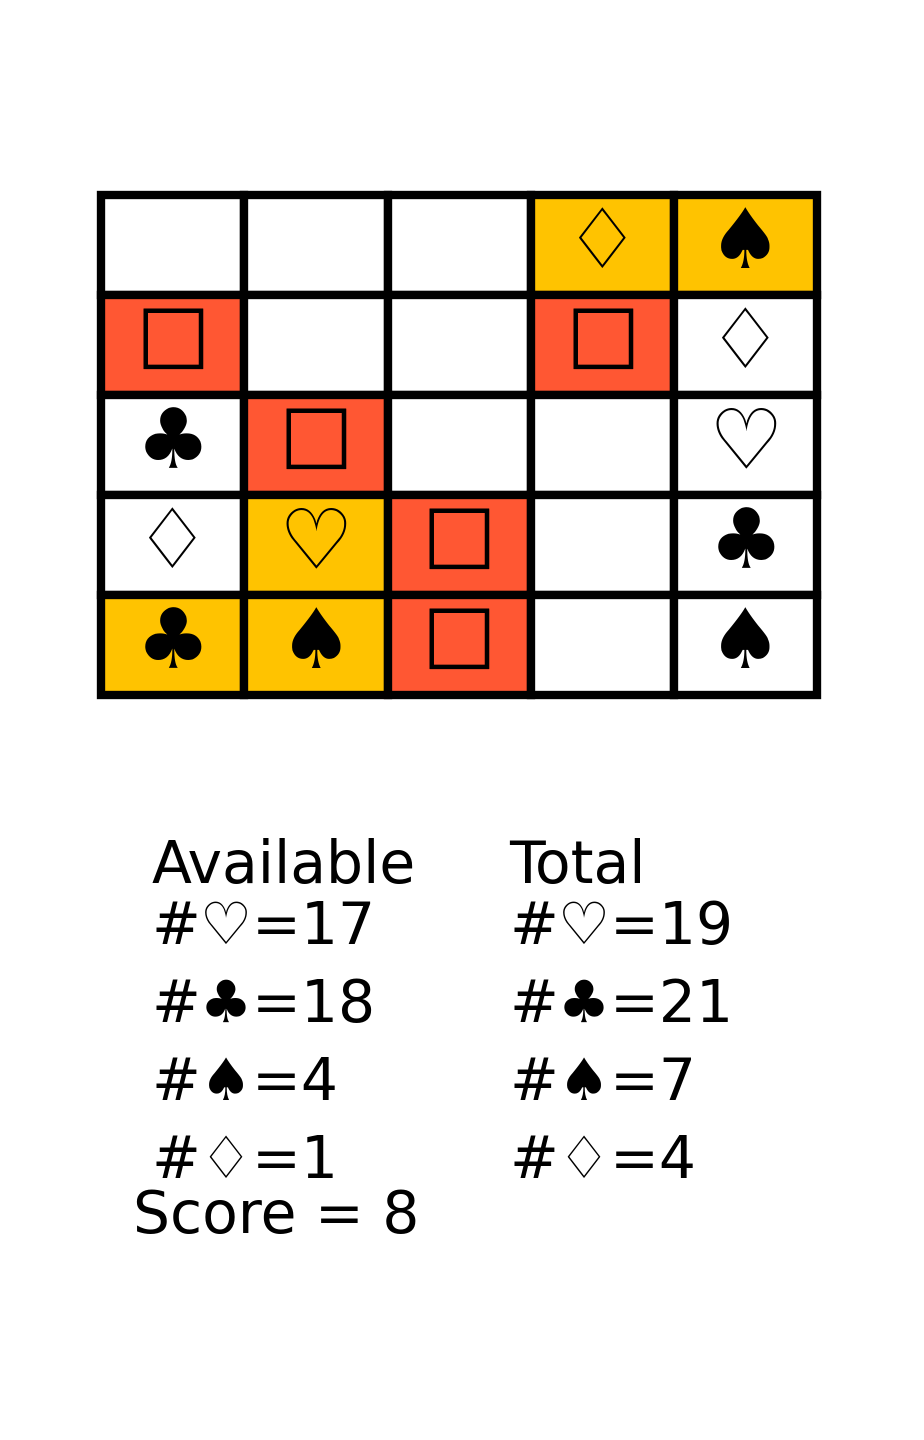 ♢ ♠
□ □ ♢
♣ □ ♡
♢ ♡ □ ♣
♣ ♠ □ ♠
Available Total
#♡=17 #♡=19
#♣=18 #♣=21
#♠=4 #♠=7
#♢=1 #♢=4
Score = 8